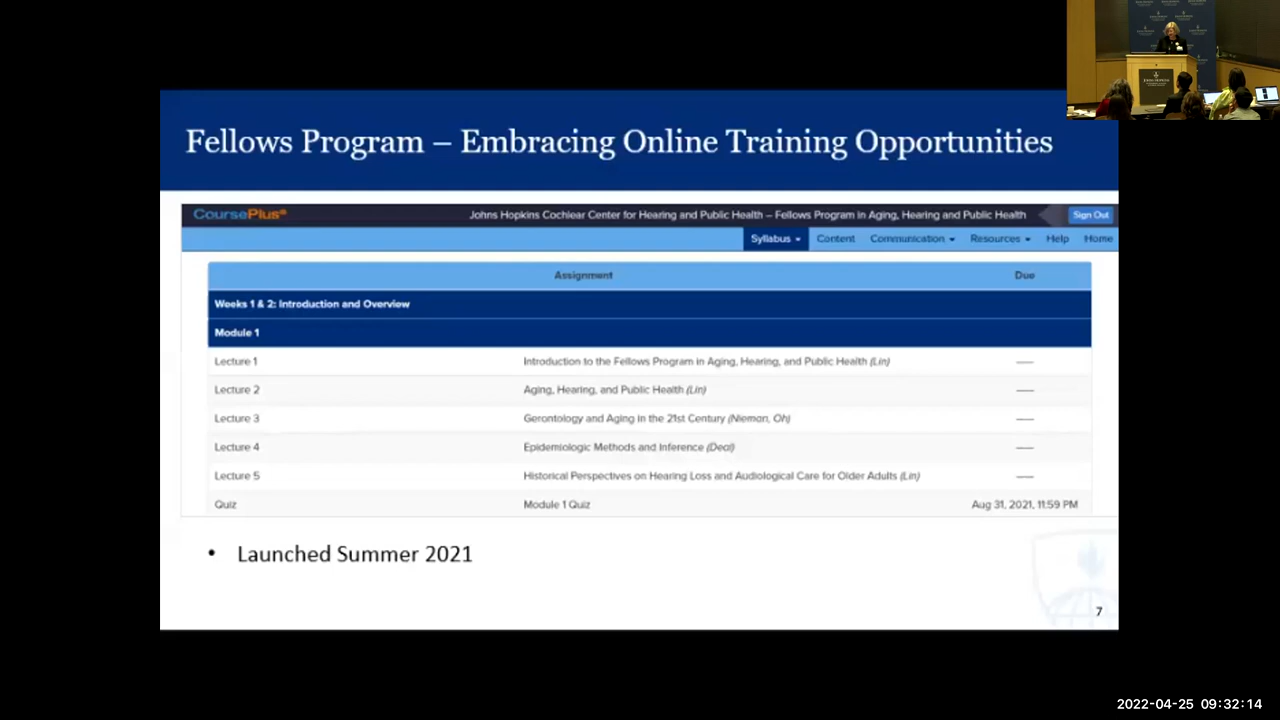 Fellows Program – Embracing Online Training Opportunities
CoursePlus®
Johns Hopkins Cochlear Center for Hearing and Public Health – Fellows Program in Aging, Hearing and Public Health
Sign Out
Syllabus Content Communication Resources Help Home
Assignment Due
Weeks 1 & 2: Introduction and Overview
Module 1
Lecture 1 Introduction to the Fellows Program in Aging, Hearing, and Public Health (Lin) —
Lecture 2 Aging, Hearing, and Public Health (Lin) —
Lecture 3 Gerontology and Aging in the 21st Century (Nieman, Oh) —
Lecture 4 Epidemiologic Methods and Inference (Deal) —
Lecture 5 Historical Perspectives on Hearing Loss and Audiological Care for Older Adults (Lin) —
Quiz Module 1 Quiz Aug 31, 2021, 11:59 PM
• Launched Summer 2021
7
2022-04-25 09:32:14